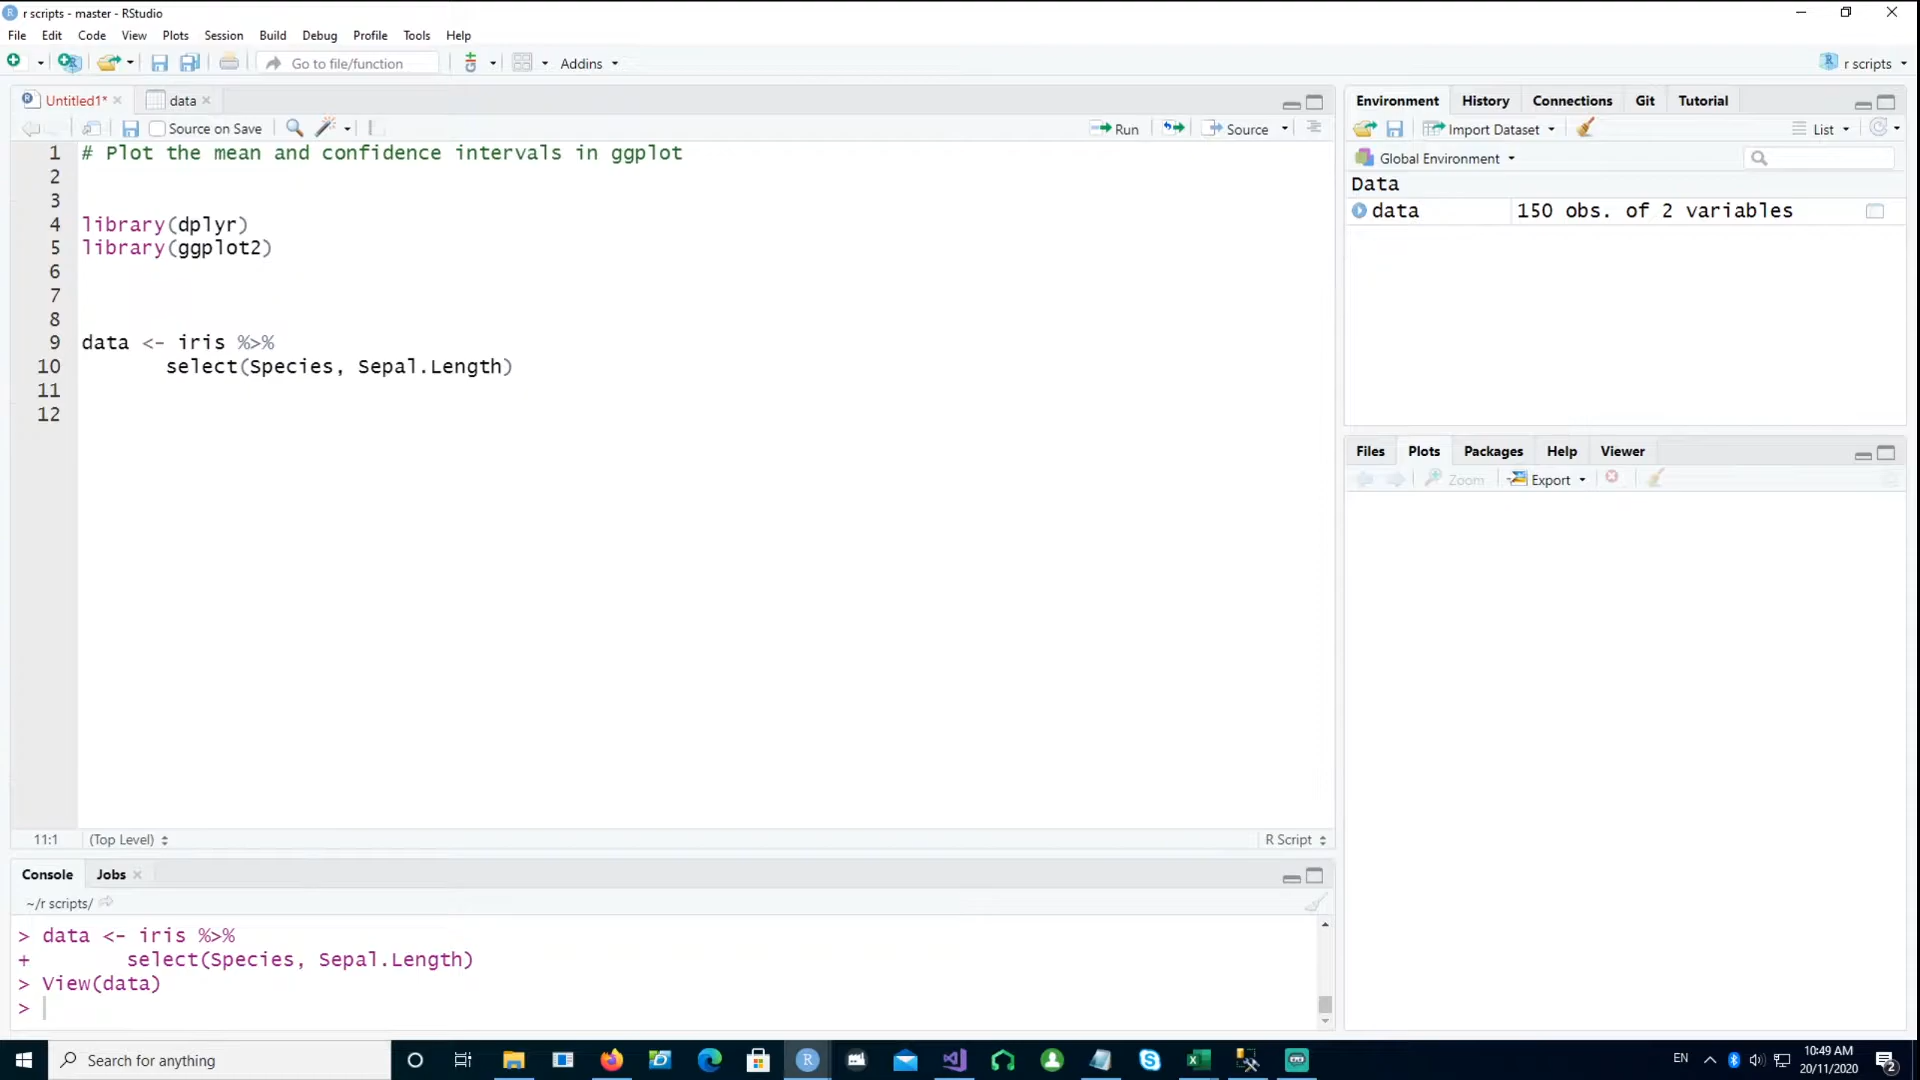 r scripts - master - RStudio
File Edit Code View Plots Session Build Debug Profile Tools Help
Go to file/function Addins r scripts
Untitled1* data
Source on Save Run Source
1 # Plot the mean and confidence intervals in ggplot
2
3
4 library(dplyr)
5 library(ggplot2)
6
7
8
9 data <- iris %>%
10 select(Species, Sepal.Length)
11
12
11:1 (Top Level) R Script
Console Jobs
~/r scripts/
> data <- iris %>%
+ select(Species, Sepal.Length)
> View(data)
>
Environment History Connections Git Tutorial
Import Dataset List
Global Environment
Data
data 150 obs. of 2 variables
Files Plots Packages Help Viewer
Zoom Export
Search for anything
EN
10:49 AM
20/11/2020
2